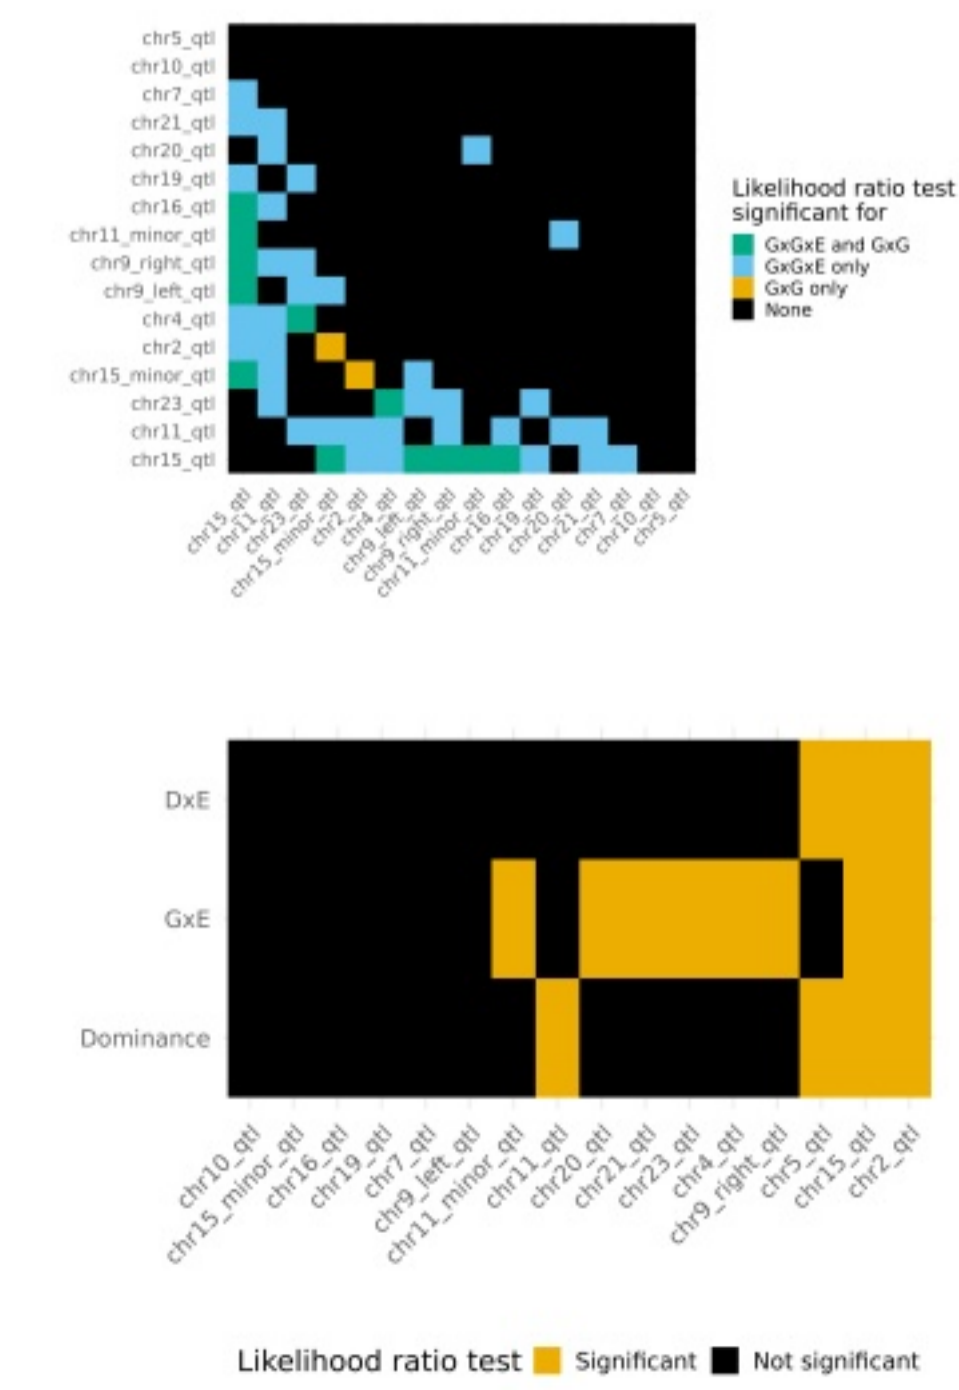 chr5_qtl
chr10_qtl
chr7_qtl
chr21_qtl
chr20_qtl
chr19_qtl
chr16_qtl
chr11_minor_qtl
chr9_right_qtl
chr9_left_qtl
chr4_qtl
chr2_qtl
chr15_minor_qtl
chr23_qtl
chr11_qtl
chr15_qtl
chr15_qtl
chr11_qtl
chr23_qtl
chr15_minor_qtl
chr2_qtl
chr4_qtl
chr9_left_qtl
chr9_right_qtl
chr11_minor_qtl
chr16_qtl
chr19_qtl
chr20_qtl
chr21_qtl
chr7_qtl
chr10_qtl
chr5_qtl
Likelihood ratio test
significant for
GxGxE and GxG
GxGxE only
GxG only
None
DxE
GxE
Dominance
chr10_qtl
chr15_minor_qtl
chr16_qtl
chr19_qtl
chr7_qtl
chr9_left_qtl
chr11_minor_qtl
chr11_qtl
chr20_qtl
chr21_qtl
chr23_qtl
chr4_qtl
chr9_right_qtl
chr5_qtl
chr15_qtl
chr2_qtl
Likelihood ratio test Significant Not significant